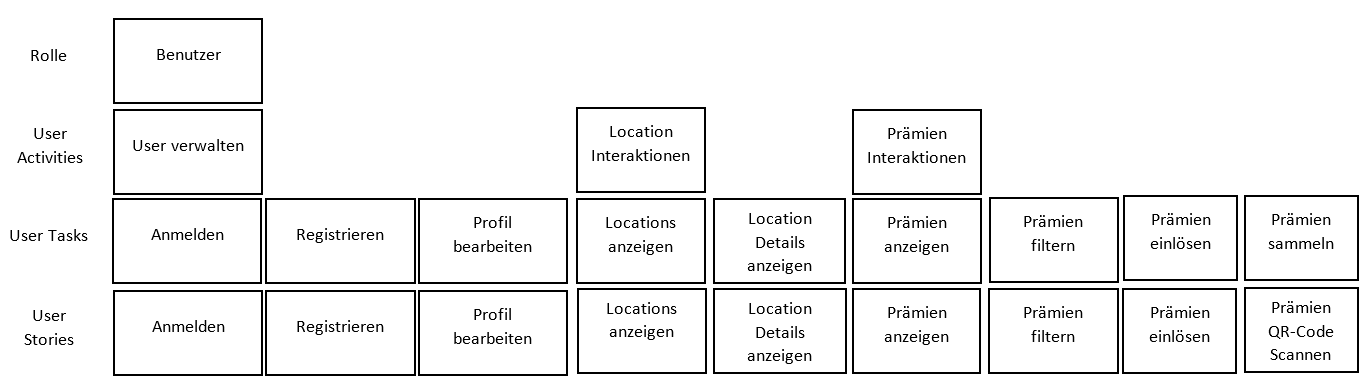 Rolle
Benutzer
User
Activities
User verwalten
Location
Interaktionen
Prämien
Interaktionen
User Tasks
Anmelden
Registrieren
Profil
bearbeiten
Locations
anzeigen
Location
Details
anzeigen
Prämien
anzeigen
Prämien
filtern
Prämien
einlösen
Prämien
sammeln
User
Stories
Anmelden
Registrieren
Profil
bearbeiten
Locations
anzeigen
Location
Details
anzeigen
Prämien
anzeigen
Prämien
filtern
Prämien
einlösen
Prämien
QR-Code
Scannen